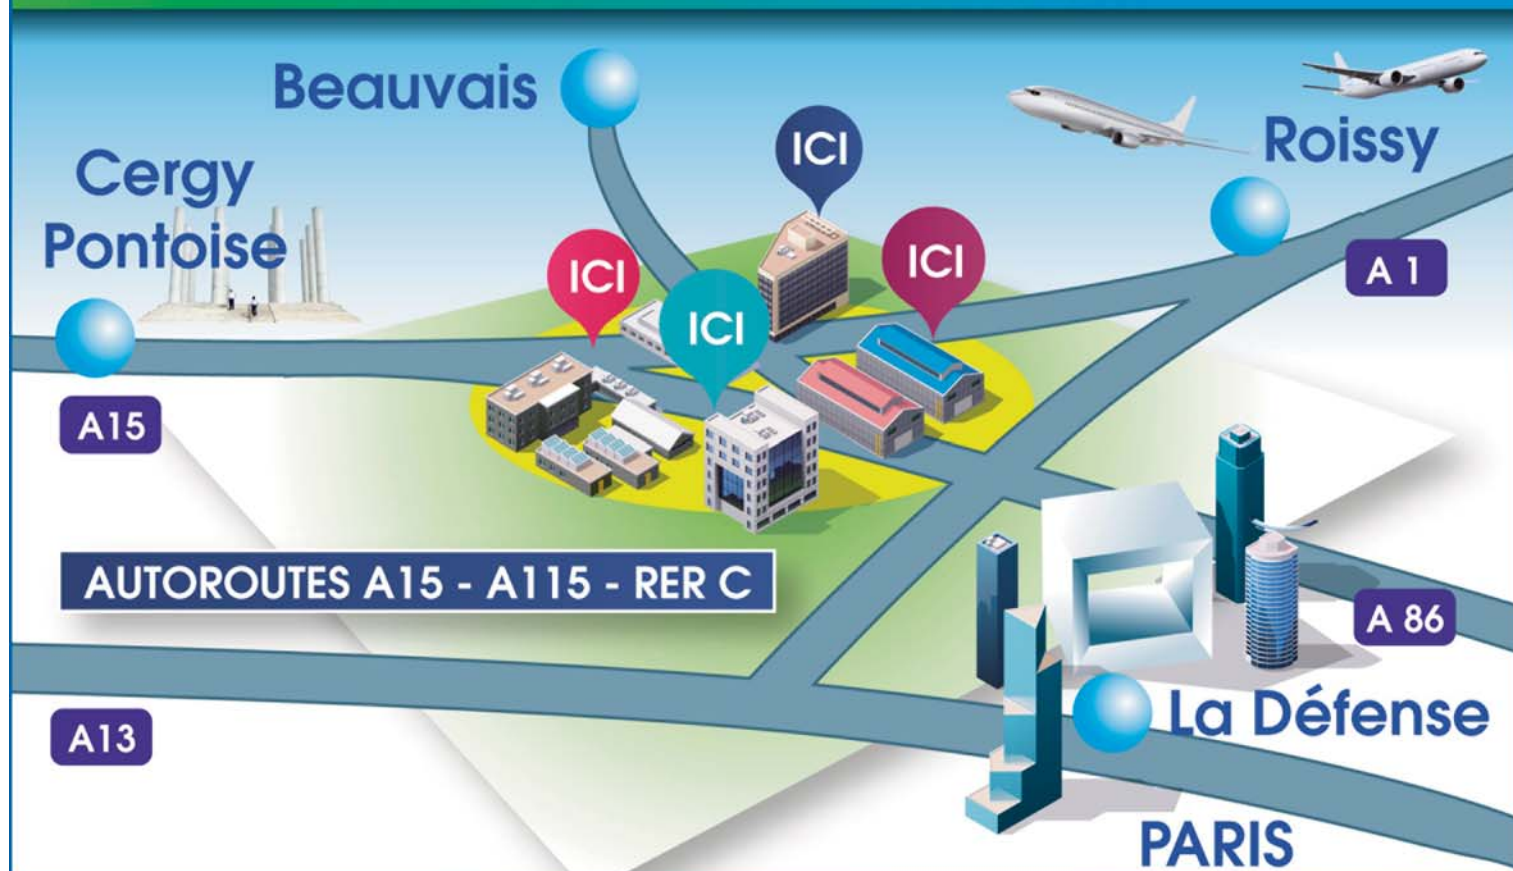 Beauvais
ICI
Roissy
Cergy
Pontoise
ICI
ICI
ICI
A 1
A15
AUTOROUTES A15 - A115 - RER C
A 86
La Défense
A13
PARIS